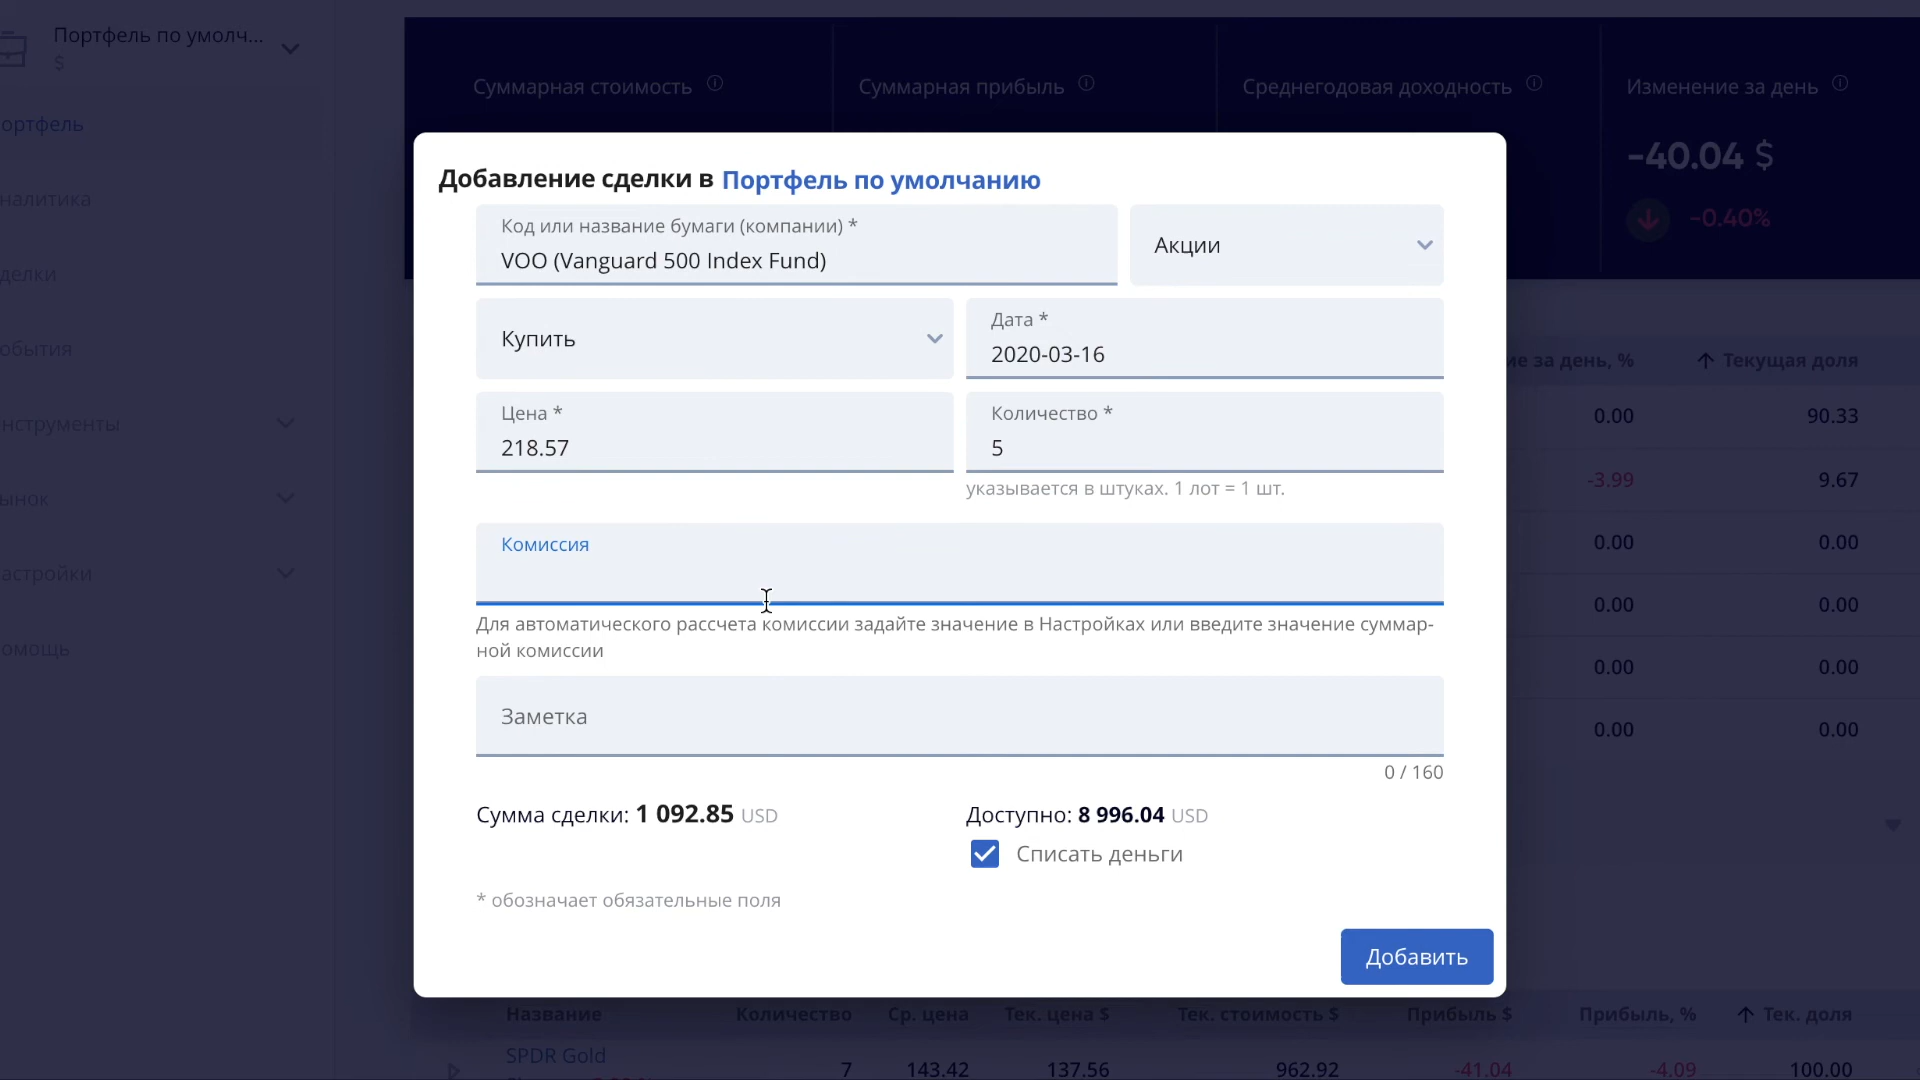 Портфель по умолч...
$
Суммарная стоимость
Суммарная прибыль
Среднегодовая доходность
Изменение за день
-40.04 $
-0.40%
ортфель
налитика
делки
обытия
нструменты
ынок
астройки
омощь
Добавление сделки в Портфель по умолчанию
Код или название бумаги (компании) *
VOO (Vanguard 500 Index Fund)
Акции
Купить
Дата *
2020-03-16
Цена *
218.57
Количество *
5
указывается в штуках. 1 лот = 1 шт.
Комиссия
Для автоматического рассчета комиссии задайте значение в Настройках или введите значение суммар-
ной комиссии
Заметка
0 / 160
Сумма сделки: 1 092.85 USD
Доступно: 8 996.04 USD
Списать деньги
* обозначает обязательные поля
Добавить
ие за день, % Текущая доля
0.00 90.33
-3.99 9.67
0.00 0.00
0.00 0.00
0.00 0.00
0.00 0.00
Название Количество Ср. цена Тек. цена $ Тек. стоимость $ Прибыль $ Прибыль, % Тек. доля
SPDR Gold
7 143.42 137.56 962.92 -41.04 -4.09 100.00